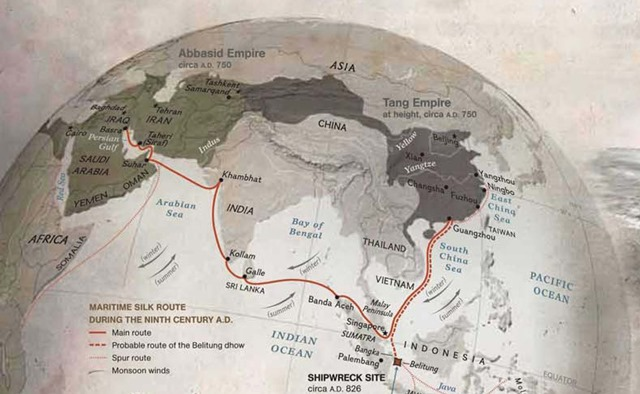 Abbasid Empire
circa A.D. 750
ASIA
Tashkent
Samarqand
Tang Empire
at height, circa A.D. 750
Baghdad
Tehran
IRAN
IRAQ
Basra
Cairo
Persian
Gulf
Taheri
(Siraf)
Suhar
SAUDI
ARABIA
OMAN
YEMEN
Red Sea
Indus
CHINA
Yellow
Beijing
Xian
Yangtze
Yangzhou
Ningbo
Changsha
Fuzhou
East
China
Sea
TAIWAN
Guangzhou
Khambhat
INDIA
Arabian
Sea
Bay of
Bengal
THAILAND
South
China
Sea
VIETNAM
PACIFIC
OCEAN
AFRICA
SOMALIA
(winter)
(summer)
Kollam
Galle
SRI LANKA
(winter)
(summer)
Banda Aceh
Malay
Peninsula
(winter)
(summer)
Singapore
SUMATRA
INDONESIA
Bangka
Palembang
Belitung
Java
EQUATOR
INDIAN
OCEAN
MARITIME SILK ROUTE
DURING THE NINTH CENTURY A.D.
Main route
Probable route of the Belitung dhow
Spur route
Monsoon winds
SHIPWRECK SITE
circa A.D. 826